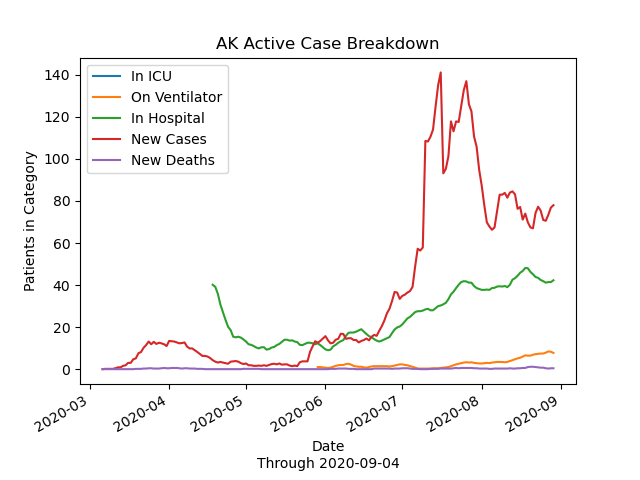 AK Active Case Breakdown
In ICU
On Ventilator
In Hospital
New Cases
New Deaths
Patients in Category
140
120
100
80
60
40
20
0
2020-03
2020-04
2020-05
2020-06
2020-07
2020-08
2020-09
Date
Through 2020-09-04